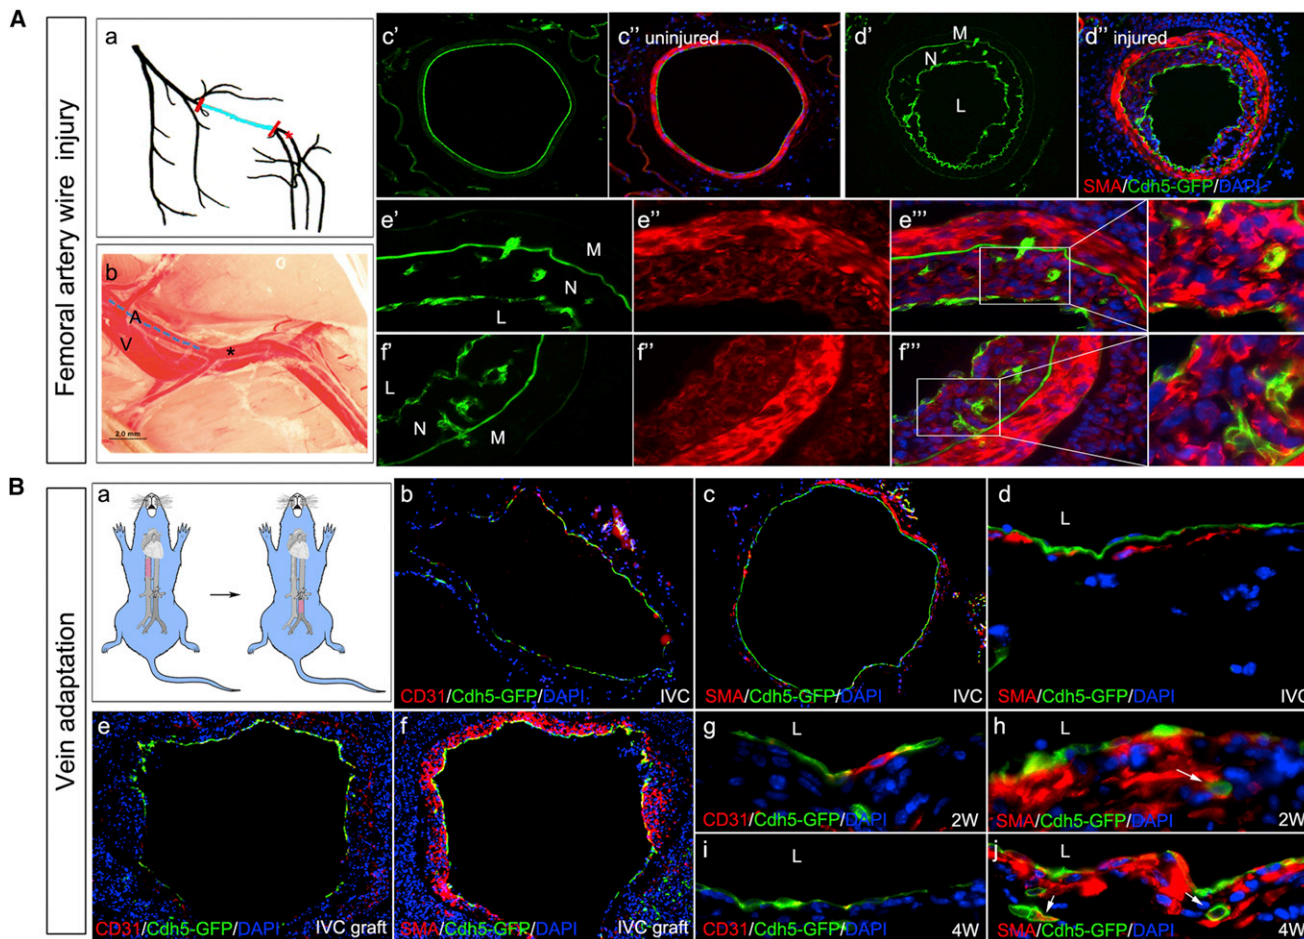 A
Femoral artery wire injury
a
b
A
V
*
2.0 mm
c'
c'' uninjured
d'
M
N
L
d'' injured
SMA/Cdh5-GFP/DAPI
e'
M
N
L
e''
e'''
f'
L
N
M
f''
f'''
B
Vein adaptation
a
b
CD31/Cdh5-GFP/DAPI
IVC
c
SMA/Cdh5-GFP/DAPI
IVC
d
L
SMA/Cdh5-GFP/DAPI
IVC
e
CD31/Cdh5-GFP/DAPI
IVC graft
f
SMA/Cdh5-GFP/DAPI
IVC graft
g
L
CD31/Cdh5-GFP/DAPI
2W
h
L
SMA/Cdh5-GFP/DAPI
2W
i
L
CD31/Cdh5-GFP/DAPI
4W
j
L
SMA/Cdh5-GFP/DAPI
4W